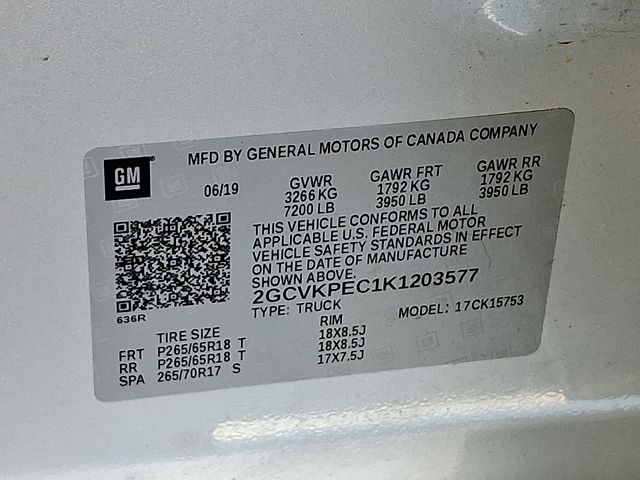 GM
MFD BY GENERAL MOTORS OF CANADA COMPANY
06/19 GVWR GAWR FRT GAWR RR
3266 KG 1792 KG 1792 KG
7200 LB 3950 LB 3950 LB
THIS VEHICLE CONFORMS TO ALL
APPLICABLE U.S. FEDERAL MOTOR
VEHICLE SAFETY STANDARDS IN EFFECT
ON THE DATE OF MANUFACTURE
SHOWN ABOVE.
2GCVKPEC1K1203577
TYPE: TRUCK MODEL: 17CK15753
636R
TIRE SIZE RIM
FRT P265/65R18 T 18X8.5J
RR P265/65R18 T 18X8.5J
SPA 265/70R17 S 17X7.5J